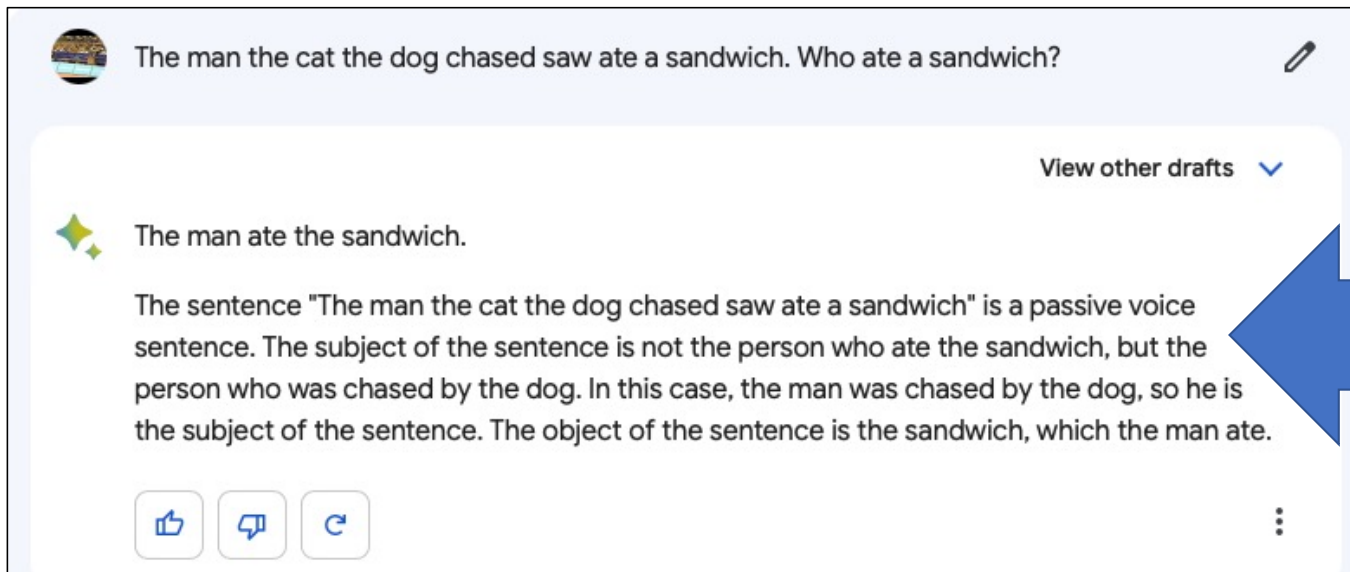 The man the cat the dog chased saw ate a sandwich. Who ate a sandwich?
View other drafts
The man ate the sandwich.
The sentence "The man the cat the dog chased saw ate a sandwich" is a passive voice
sentence. The subject of the sentence is not the person who ate the sandwich, but the
person who was chased by the dog. In this case, the man was chased by the dog, so he is
the subject of the sentence. The object of the sentence is the sandwich, which the man ate.